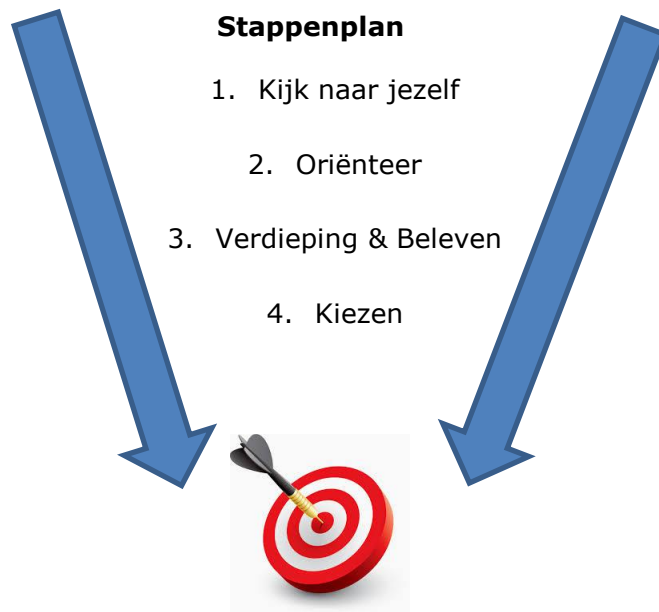 Stappenplan
1. Kijk naar jezelf
2. Oriënteer
3. Verdieping & Beleven
4. Kiezen